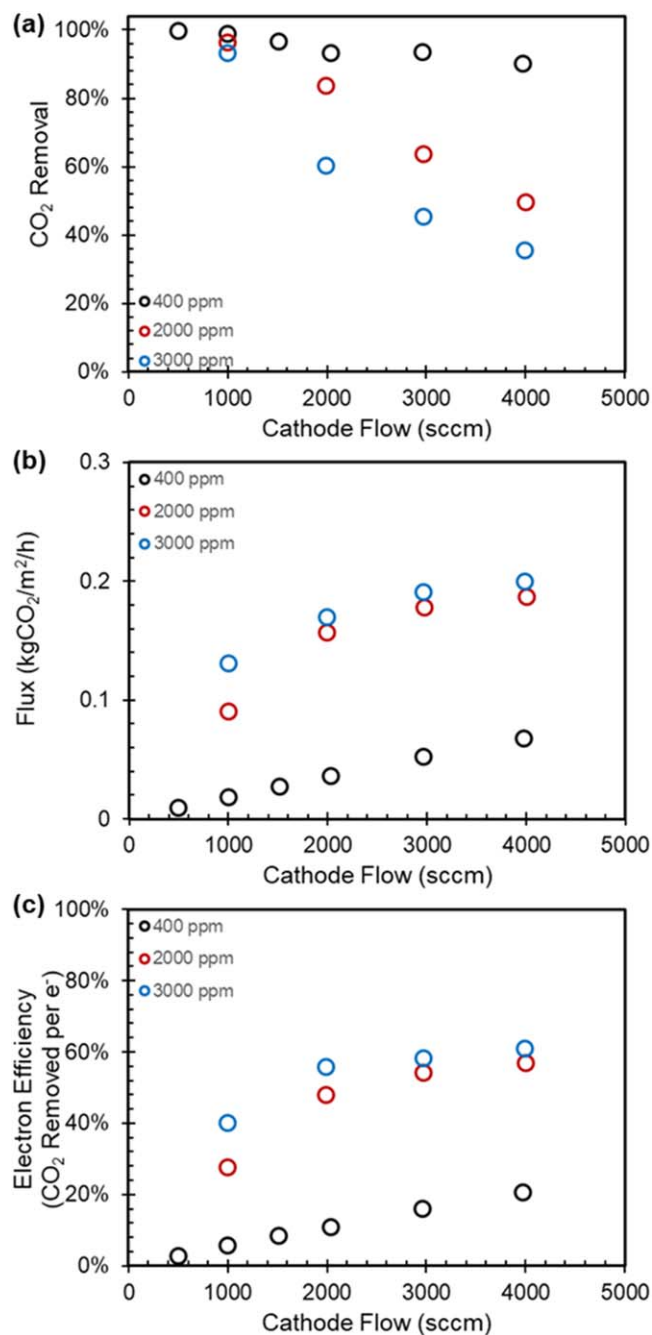 (a)
100%
80%
60%
40%
20%
0%
CO₂ Removal
400 ppm
2000 ppm
3000 ppm
0 1000 2000 3000 4000 5000
Cathode Flow (sccm)
(b)
0.3
0.2
0.1
0
Flux (kgCO₂/m²/h)
400 ppm
2000 ppm
3000 ppm
0 1000 2000 3000 4000 5000
Cathode Flow (sccm)
(c)
100%
80%
60%
40%
20%
0%
Electron Efficiency
(CO₂ Removed per e⁻)
400 ppm
2000 ppm
3000 ppm
0 1000 2000 3000 4000 5000
Cathode Flow (sccm)